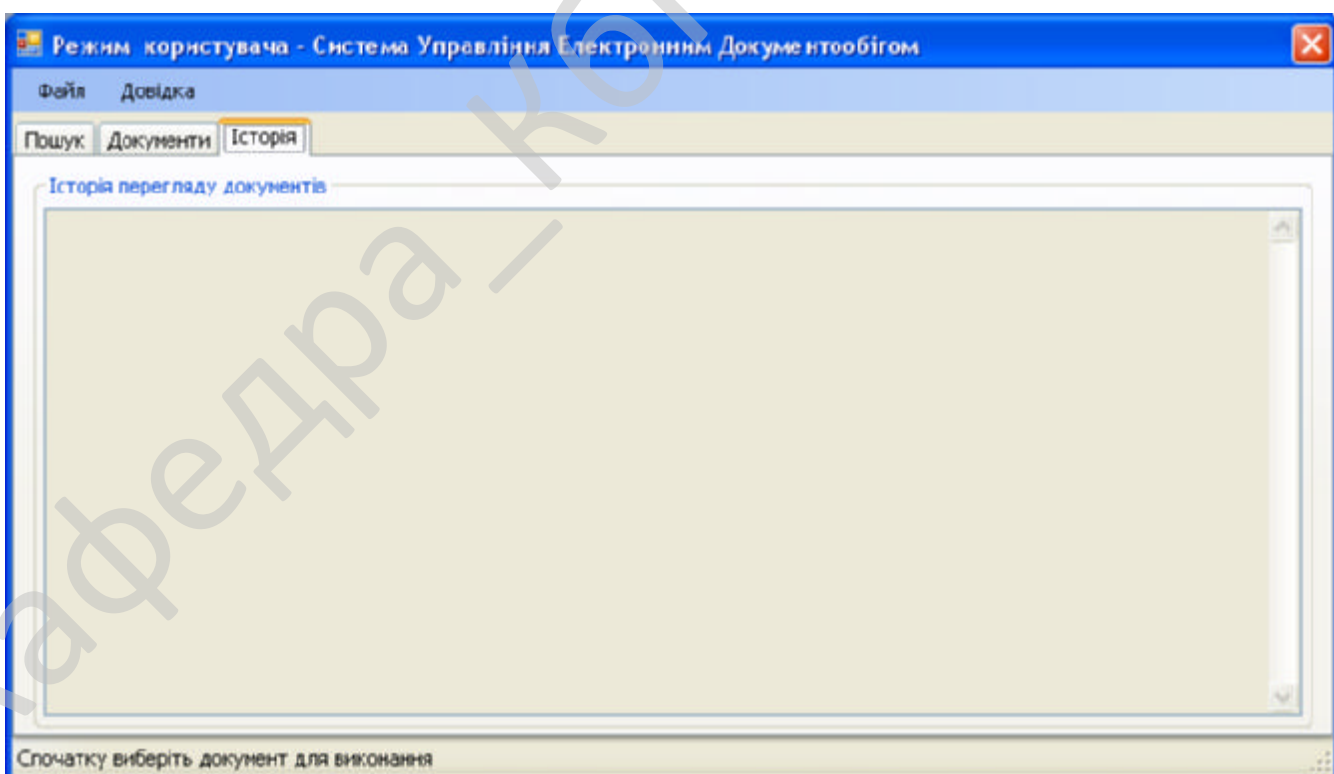 Режим користувача - Система Управління Електронним Документообігом
Файл Довідка
Пошук Документи Історія
Історія перегляду документів
Спочатку виберіть документ для виконання